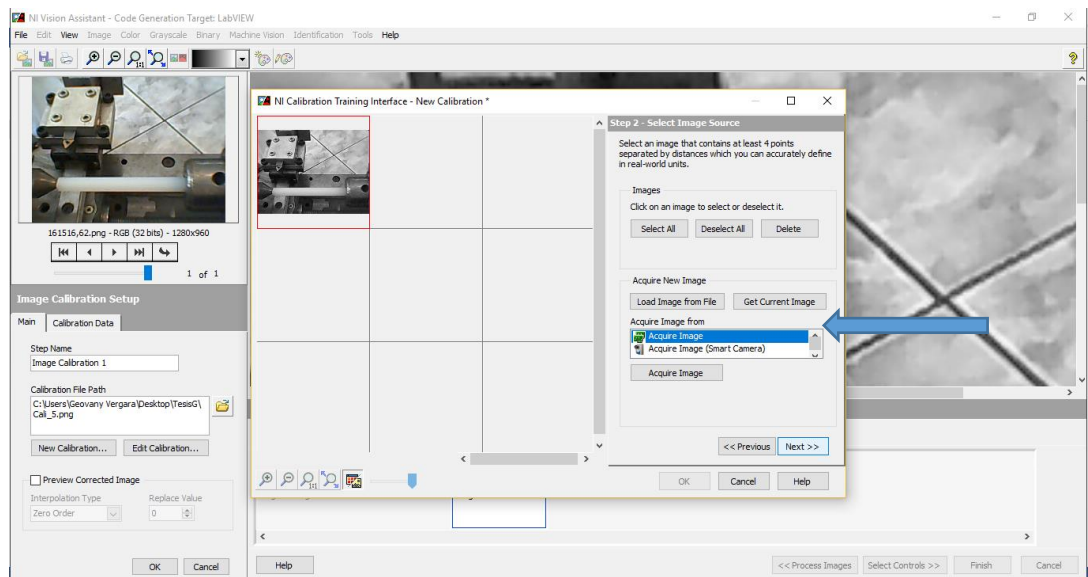 NI Vision Assistant - Code Generation Target: LabVIEW
File Edit View Image Color Grayscale Binary Machine Vision Identification Tools Help
1:1
?
161516,62.png - RGB (32 bits) - 1280x960
1 of 1
Image Calibration Setup
Main Calibration Data
Step Name
Image Calibration 1
Calibration File Path
C:\Users\Geovany Vergara\Desktop\TesisG\
Cali_5.png
New Calibration... Edit Calibration...
Preview Corrected Image
Interpolation Type Replace Value
Zero Order 0
OK Cancel
NI Calibration Training Interface - New Calibration *
Step 2 - Select Image Source
Select an image that contains at least 4 points
separated by distances which you can accurately define
in real-world units.
Images
Click on an image to select or deselect it.
Select All Deselect All Delete
Acquire New Image
Load Image from File Get Current Image
Acquire Image from
Acquire Image
Acquire Image (Smart Camera)
Acquire Image
<< Previous Next >>
1:1
OK Cancel Help
Help << Process Images Select Controls >> Finish Cancel